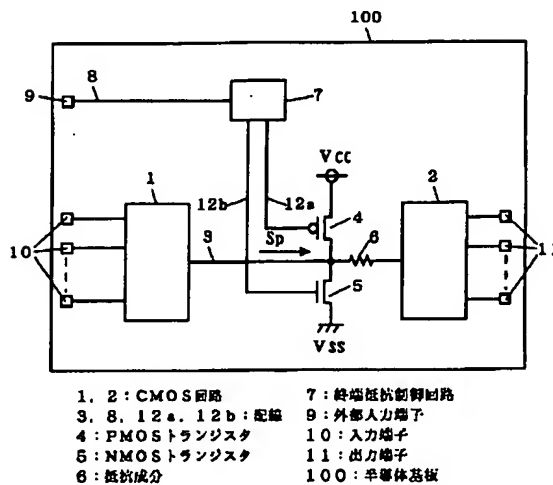 100
8
9
7
VCC
1
2
12b
12a
4
Sp
6
10
3
11
5
VSS
1, 2:CMOS回路
3, 8, 12a, 12b:配線
4:PMOSトランジスタ
5:NMOSトランジスタ
6:抵抗成分
7:終端抵抗制御回路
9:外部入力端子
10:入力端子
11:出力端子
100:半導体基板